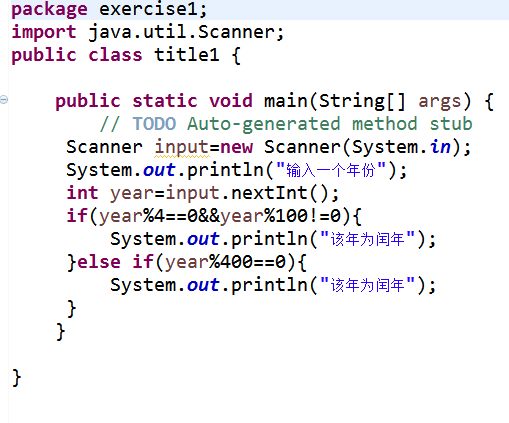 package exercise1;
import java.util.Scanner;
public class title1 {
public static void main(String[] args) {
// TODO Auto-generated method stub
Scanner input=new Scanner(System.in);
System.out.println("输入一个年份");
int year=input.nextInt();
if(year%4==0&&year%100!=0){
System.out.println("该年为闰年");
}else if(year%400==0){
System.out.println("该年为闰年");
}
}
}